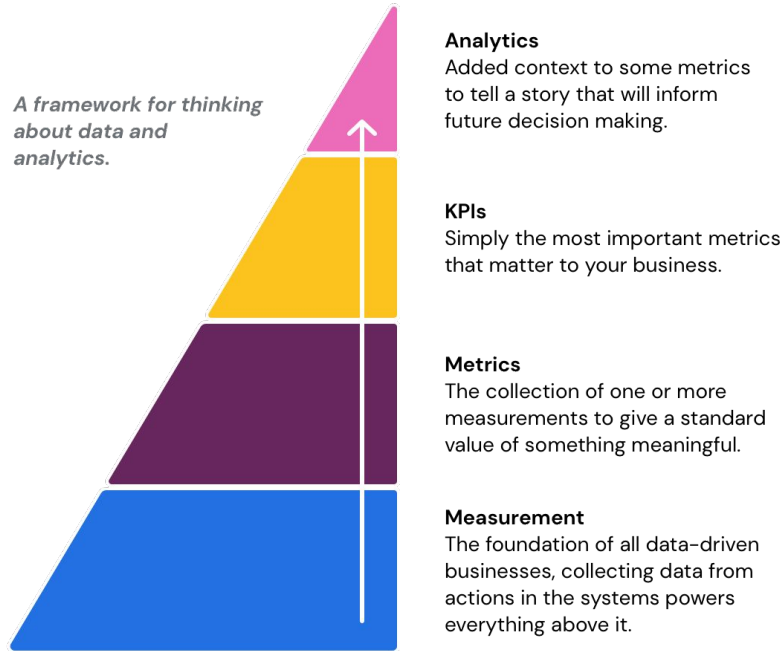 A framework for thinking
about data and
analytics.
Analytics
Added context to some metrics
to tell a story that will inform
future decision making.
KPIs
Simply the most important metrics
that matter to your business.
Metrics
The collection of one or more
measurements to give a standard
value of something meaningful.
Measurement
The foundation of all data-driven
businesses, collecting data from
actions in the systems powers
everything above it.